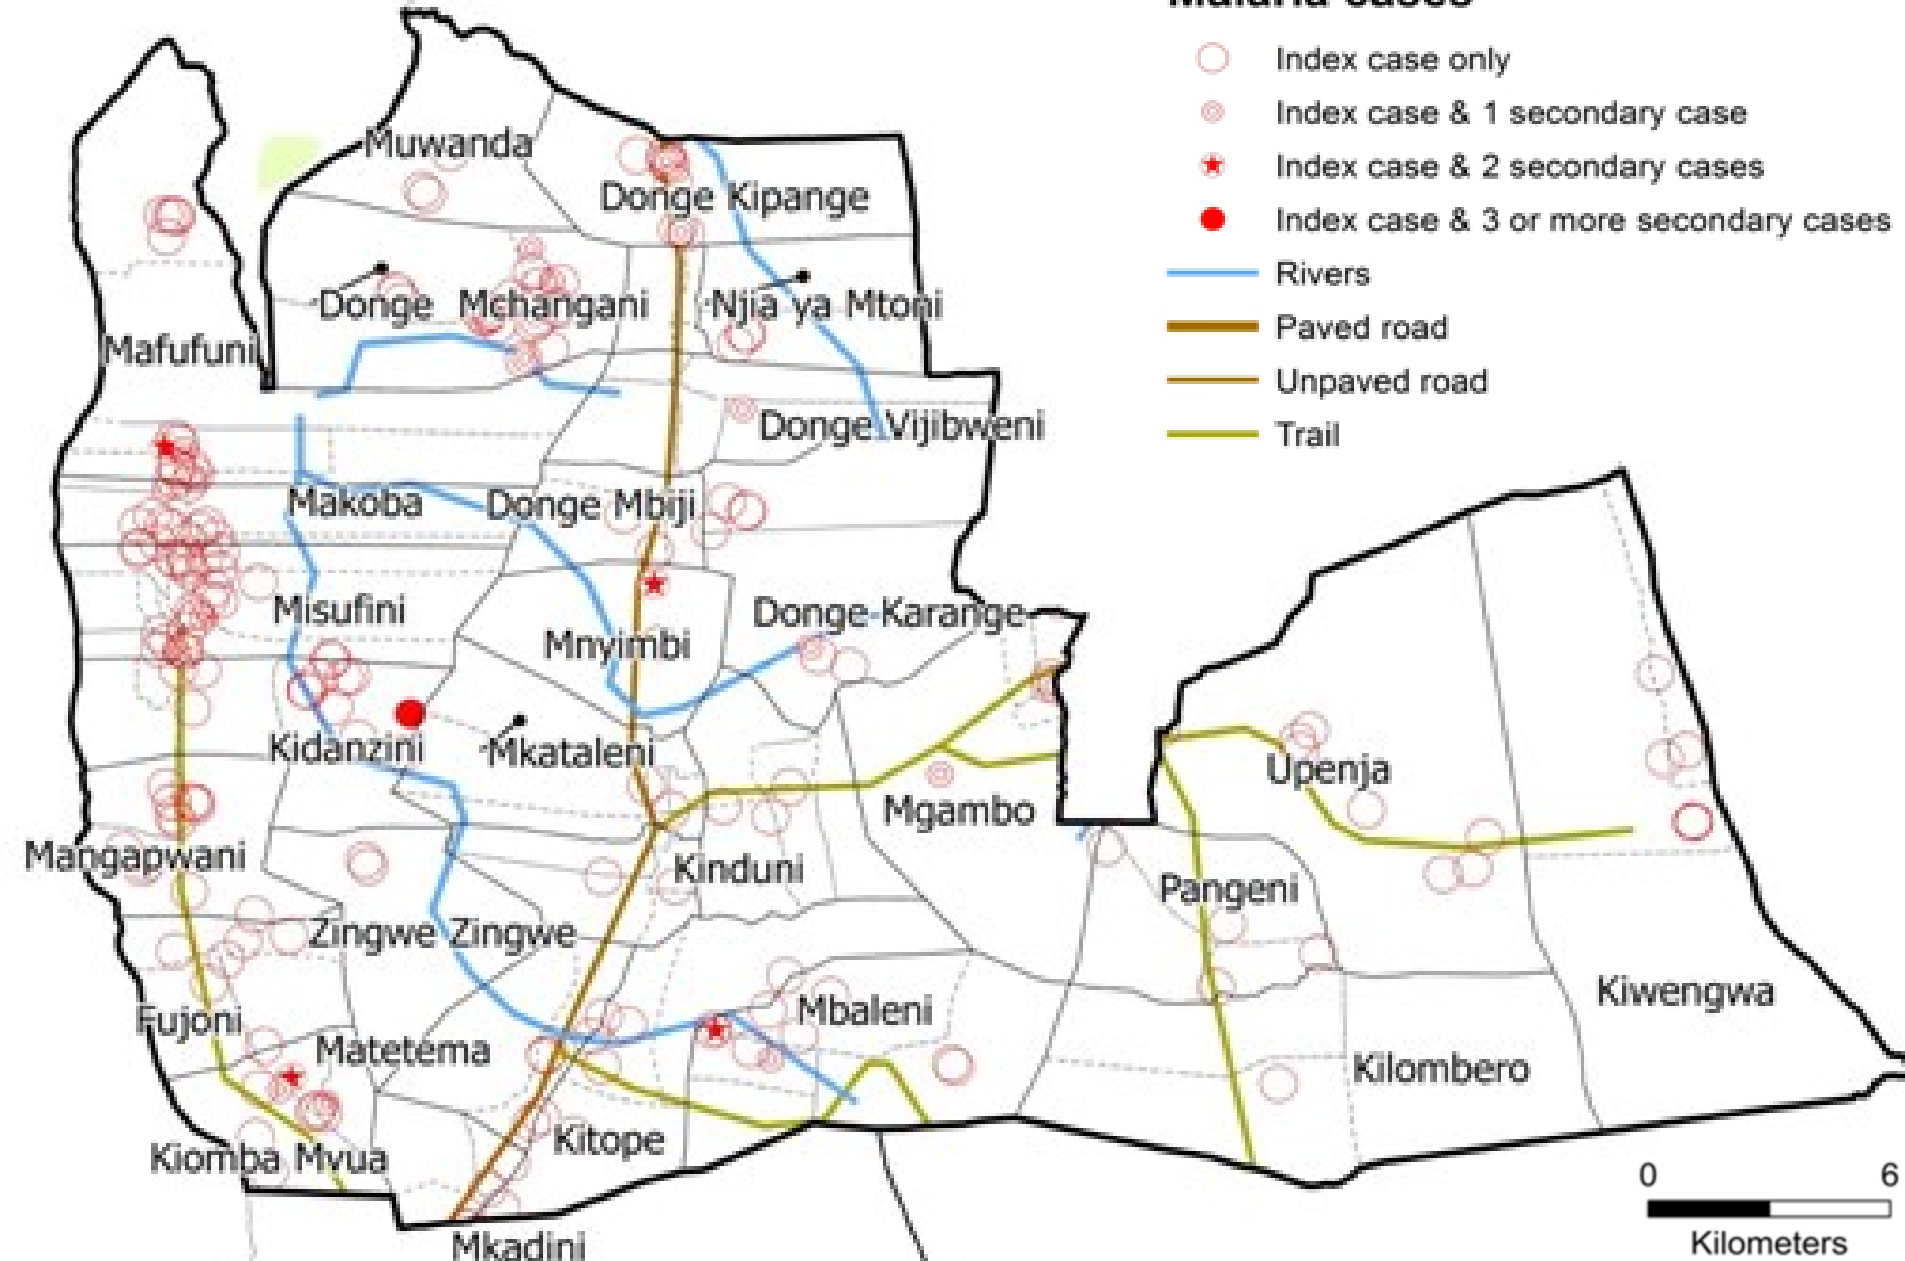 Malaria cases
Index case only
Index case & 1 secondary case
Index case & 2 secondary cases
Index case & 3 or more secondary cases
Rivers
Paved road
Unpaved road
Trail
Muwanda
Donge Kipange
Donge Mchangani
Njia ya Mtoni
Mafufuni
Donge Vijibweni
Makoba
Donge Mbiji
Misufini
Donge Karange
Mnyimbi
Kidanzini
Mkataleni
Upenja
Mgambo
Mangapwani
Kinduni
Pangeni
Zingwe Zingwe
Kiwengwa
Mbaleni
Fujoni
Matetema
Kilombero
Kitope
Kiomba Mvua
Mkadini
0 6
Kilometers